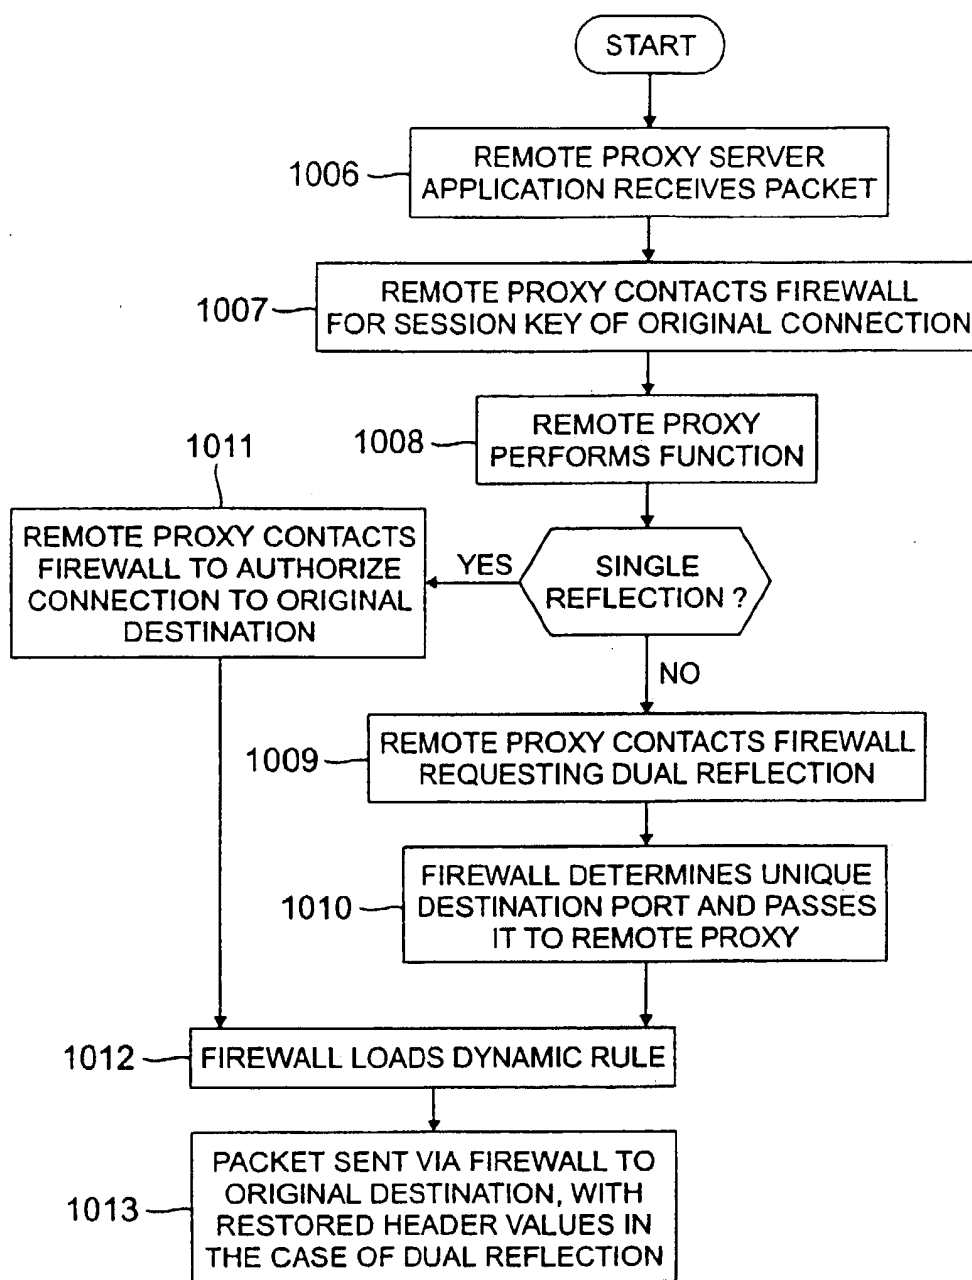 START
1006
REMOTE PROXY SERVER
APPLICATION RECEIVES PACKET
1007
REMOTE PROXY CONTACTS FIREWALL
FOR SESSION KEY OF ORIGINAL CONNECTION
1008
REMOTE PROXY
PERFORMS FUNCTION
SINGLE
REFLECTION ?
YES
1011
REMOTE PROXY CONTACTS
FIREWALL TO AUTHORIZE
CONNECTION TO ORIGINAL
DESTINATION
NO
1009
REMOTE PROXY CONTACTS FIREWALL
REQUESTING DUAL REFLECTION
1010
FIREWALL DETERMINES UNIQUE
DESTINATION PORT AND PASSES
IT TO REMOTE PROXY
1012
FIREWALL LOADS DYNAMIC RULE
1013
PACKET SENT VIA FIREWALL TO
ORIGINAL DESTINATION, WITH
RESTORED HEADER VALUES IN
THE CASE OF DUAL REFLECTION